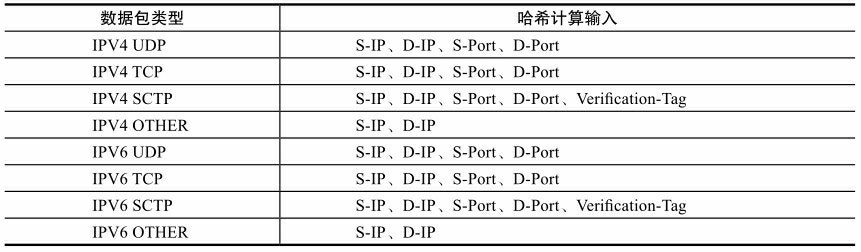 数据包类型 哈希计算输入
IPV4 UDP S-IP、D-IP、S-Port、D-Port
IPV4 TCP S-IP、D-IP、S-Port、D-Port
IPV4 SCTP S-IP、D-IP、S-Port、D-Port、Verification-Tag
IPV4 OTHER S-IP、D-IP
IPV6 UDP S-IP、D-IP、S-Port、D-Port
IPV6 TCP S-IP、D-IP、S-Port、D-Port
IPV6 SCTP S-IP、D-IP、S-Port、D-Port、Verification-Tag
IPV6 OTHER S-IP、D-IP